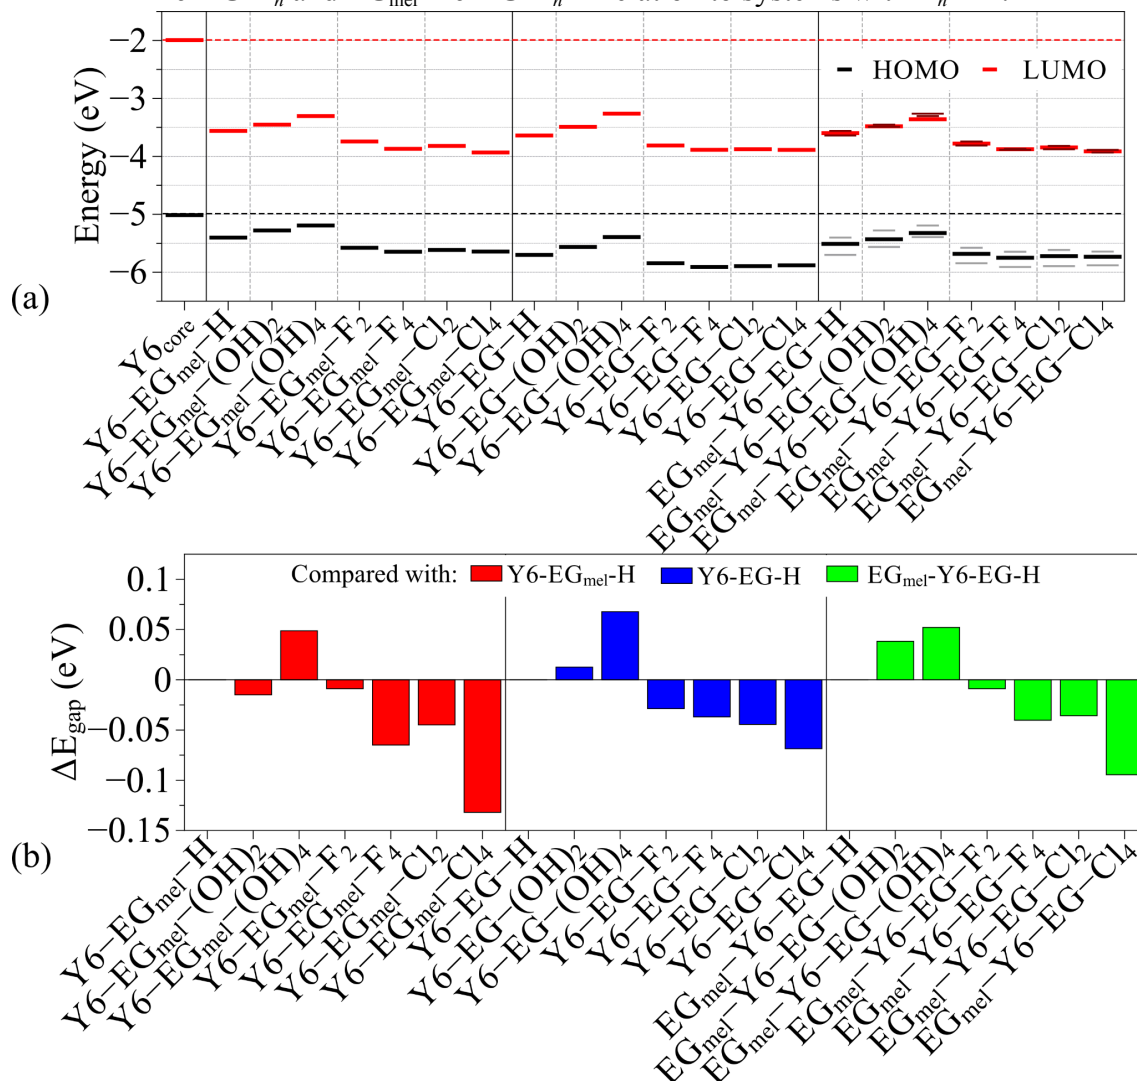 −2
−3
−4
−5
−6
Energy (eV)
HOMO LUMO
(a)
Y6core
Y6−EGmel−H
Y6−EGmel−(OH)2
Y6−EGmel−(OH)4
Y6−EGmel−F2
Y6−EGmel−F4
Y6−EGmel−Cl2
Y6−EGmel−Cl4
Y6−EG−H
Y6−EG−(OH)2
Y6−EG−(OH)4
Y6−EG−F2
Y6−EG−F4
Y6−EG−Cl2
Y6−EG−Cl4
EGmel−Y6−EG−H
EGmel−Y6−EG−(OH)2
EGmel−Y6−EG−(OH)4
EGmel−Y6−EG−F2
EGmel−Y6−EG−F4
EGmel−Y6−EG−Cl2
EGmel−Y6−EG−Cl4
0.1
0.05
0
−0.05
−0.1
−0.15
ΔEgap (eV)
Compared with: Y6-EGmel-H Y6-EG-H EGmel-Y6-EG-H
(b)
Y6−EGmel−H
Y6−EGmel−(OH)2
Y6−EGmel−(OH)4
Y6−EGmel−F2
Y6−EGmel−F4
Y6−EGmel−Cl2
Y6−EGmel−Cl4
Y6−EG−H
Y6−EG−(OH)2
Y6−EG−(OH)4
Y6−EG−F2
Y6−EG−F4
Y6−EG−Cl2
Y6−EG−Cl4
EGmel−Y6−EG−H
EGmel−Y6−EG−(OH)2
EGmel−Y6−EG−(OH)4
EGmel−Y6−EG−F2
EGmel−Y6−EG−F4
EGmel−Y6−EG−Cl2
EGmel−Y6−EG−Cl4